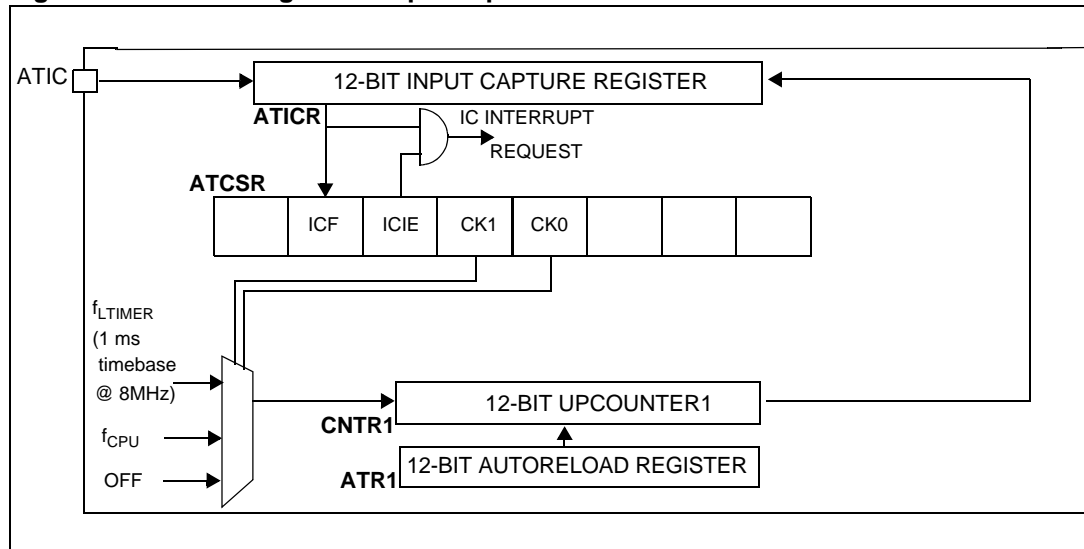 ATIC
12-BIT INPUT CAPTURE REGISTER
ATICR
IC INTERRUPT
REQUEST
ATCSR
ICF ICIE CK1 CK0
fLTIMER
(1 ms
timebase
@ 8MHz)
fCPU
OFF
12-BIT UPCOUNTER1
CNTR1
12-BIT AUTORELOAD REGISTER
ATR1